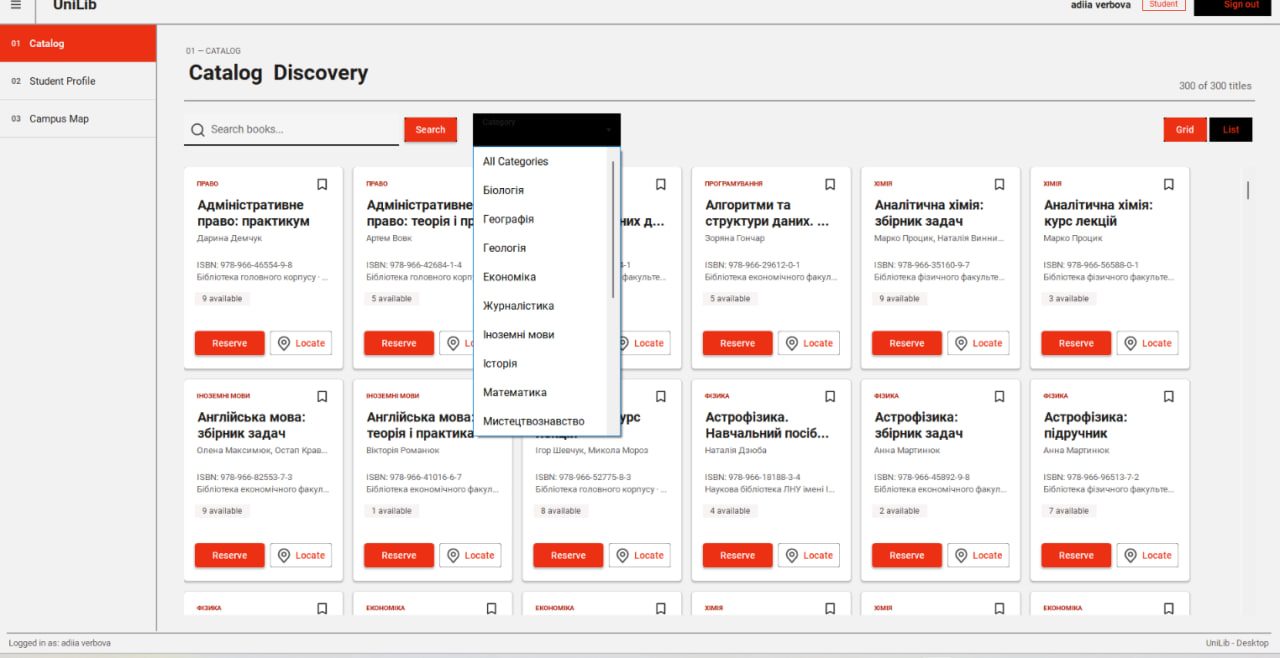 UniLib
adiia verbova
Student
Sign out
01 Catalog
02 Student Profile
03 Campus Map
01 — CATALOG
Catalog Discovery
300 of 300 titles
Search books...
Search
Category
Grid
List
All Categories
Біологія
Географія
Геологія
Економіка
Журналістика
Іноземні мови
Історія
Математика
Мистецтвознавство
ПРАВО
Адміністративне
право: практикум
Дарина Демчук
ISBN: 978-966-46554-9-8
Бібліотека головного корпусу · ...
9 available
Reserve
Locate
ПРАВО
Адміністративне
право: теорія і пр
Артем Вовк
ISBN: 978-966-42684-1-4
Бібліотека головного корп
5 available
Reserve
них д...
-1
факульте...
Locate
ПРОГРАМУВАННЯ
Алгоритми та
структури даних. ...
Зоряна Гончар
ISBN: 978-966-29612-0-1
Бібліотека економічного факул...
5 available
Reserve
Locate
ХІМІЯ
Аналітична хімія:
збірник задач
Марко Процик, Наталія Винни...
ISBN: 978-966-35160-9-7
Бібліотека фізичного факульте...
9 available
Reserve
Locate
ХІМІЯ
Аналітична хімія:
курс лекцій
Марко Процик
ISBN: 978-966-56588-0-1
Бібліотека фізичного факульте...
3 available
Reserve
Locate
ІНОЗЕМНІ МОВИ
Англійська мова:
збірник задач
Олена Максимюк, Остап Крав...
ISBN: 978-966-82553-7-3
Бібліотека економічного факул...
9 available
Reserve
Locate
ІНОЗЕМНІ МОВИ
Англійська мова:
теорія і практика
Вікторія Романюк
ISBN: 978-966-41016-6-7
Бібліотека економічного факул...
1 available
Reserve
Locate
урс
Ігор Шевчук, Микола Мороз
ISBN: 978-966-52775-8-3
Бібліотека головного корпусу · ...
8 available
Reserve
Locate
ФІЗИКА
Астрофізика.
Навчальний посіб...
Наталія Дзюба
ISBN: 978-966-18188-3-4
Наукова бібліотека ЛНУ імені І...
4 available
Reserve
Locate
ФІЗИКА
Астрофізика:
збірник задач
Анна Мартинюк
ISBN: 978-966-45892-9-8
Бібліотека економічного факул...
2 available
Reserve
Locate
ФІЗИКА
Астрофізика:
підручник
Анна Мартинюк
ISBN: 978-966-96513-7-2
Бібліотека фізичного факульте...
7 available
Reserve
Locate
ФІЗИКА
ЕКОНОМІКА
ЕКОНОМІКА
ХІМІЯ
ХІМІЯ
ЕКОНОМІКА
Logged in as: adiia verbova
UniLib - Desktop